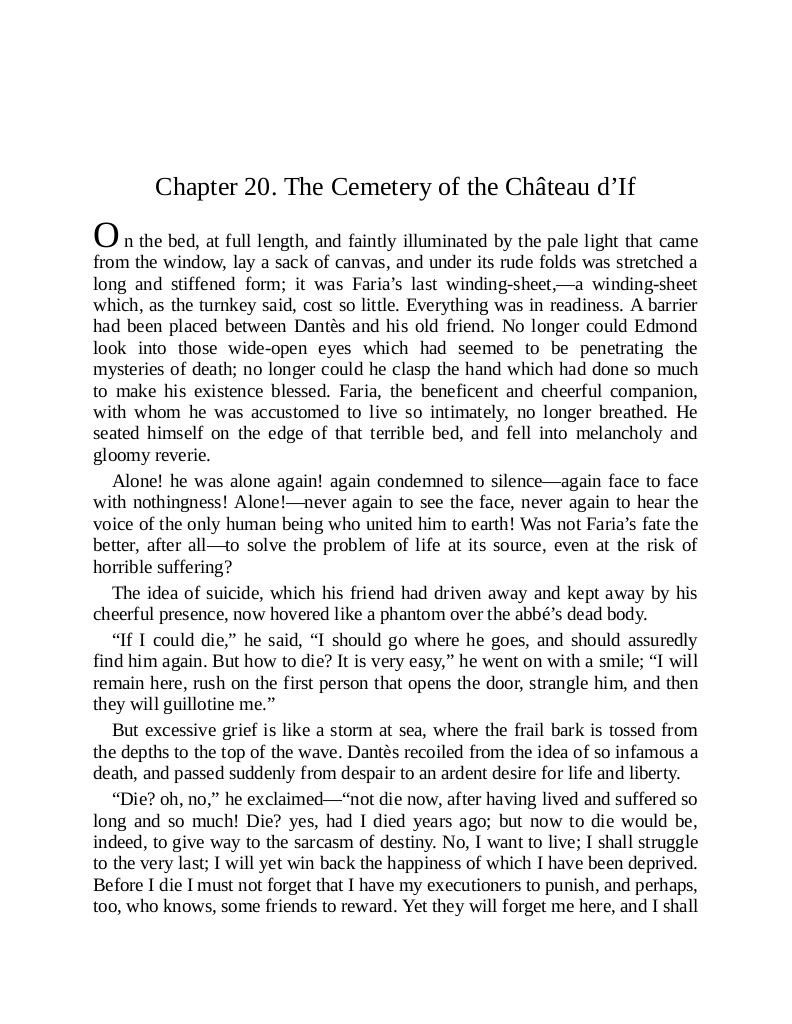 Chapter 20. The Cemetery of the Château d’If
On the bed, at full length, and faintly illuminated by the pale light that came
from the window, lay a sack of canvas, and under its rude folds was stretched a
long and stiffened form; it was Faria’s last winding-sheet,—a winding-sheet
which, as the turnkey said, cost so little. Everything was in readiness. A barrier
had been placed between Dantès and his old friend. No longer could Edmond
look into those wide-open eyes which had seemed to be penetrating the
mysteries of death; no longer could he clasp the hand which had done so much
to make his existence blessed. Faria, the beneficent and cheerful companion,
with whom he was accustomed to live so intimately, no longer breathed. He
seated himself on the edge of that terrible bed, and fell into melancholy and
gloomy reverie.
Alone! he was alone again! again condemned to silence—again face to face
with nothingness! Alone!—never again to see the face, never again to hear the
voice of the only human being who united him to earth! Was not Faria’s fate the
better, after all—to solve the problem of life at its source, even at the risk of
horrible suffering?
The idea of suicide, which his friend had driven away and kept away by his
cheerful presence, now hovered like a phantom over the abbé’s dead body.
“If I could die,” he said, “I should go where he goes, and should assuredly
find him again. But how to die? It is very easy,” he went on with a smile; “I will
remain here, rush on the first person that opens the door, strangle him, and then
they will guillotine me.”
But excessive grief is like a storm at sea, where the frail bark is tossed from
the depths to the top of the wave. Dantès recoiled from the idea of so infamous a
death, and passed suddenly from despair to an ardent desire for life and liberty.
“Die? oh, no,” he exclaimed—“not die now, after having lived and suffered so
long and so much! Die? yes, had I died years ago; but now to die would be,
indeed, to give way to the sarcasm of destiny. No, I want to live; I shall struggle
to the very last; I will yet win back the happiness of which I have been deprived.
Before I die I must not forget that I have my executioners to punish, and perhaps,
too, who knows, some friends to reward. Yet they will forget me here, and I shall